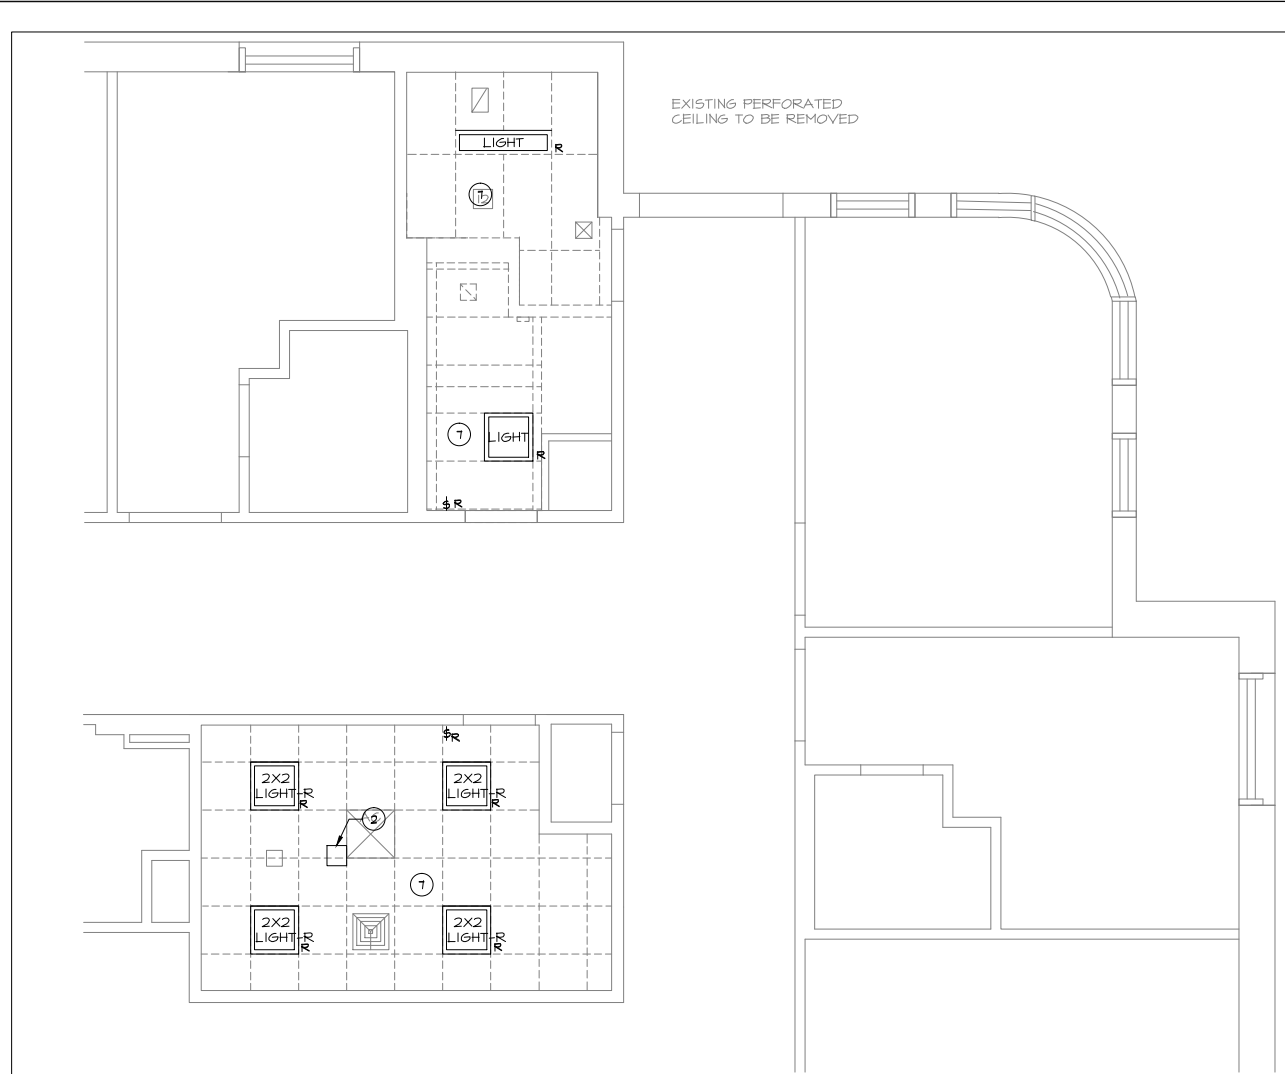 EXISTING PERFORATED
CEILING TO BE REMOVED
LIGHT
R
7
LIGHT
R
$ R
$R
2X2
LIGHT-R
R
2X2
LIGHT-R
R
2
7
2X2
LIGHT-R
R
2X2
LIGHT-R
R